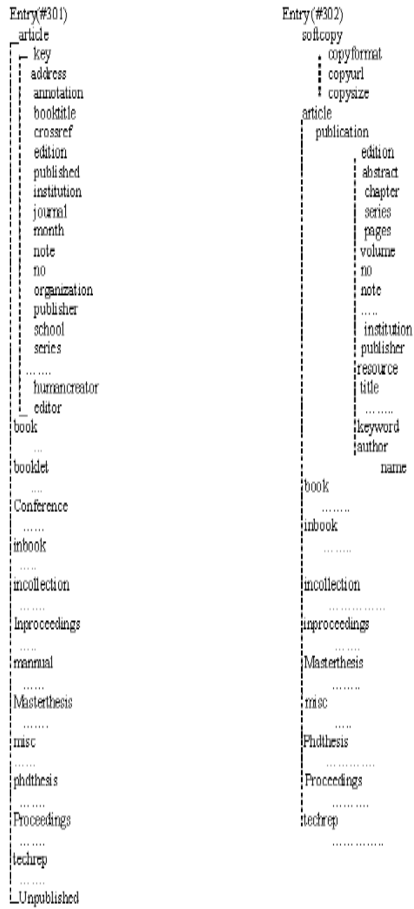 Entry(#301)
article
key
address
annotation
booktitle
crossref
edition
published
institution
journal
month
note
no
organization
publisher
school
series
........
humancreator
editor
book
...
booklet
....
Conference
......
inbook
.....
incollection
........
Inproceedings
.....
mannual
......
Masterthesis
........
misc
......
phdthesis
........
Proceedings
........
techrep
........
Unpublished
Entry(#302)
softcopy
copyformat
copyurl
copysize
article
publication
edition
abstract
chapter
series
pages
volume
no
note
.....
institution
publisher
resource
title
........
keyword
author
name
book
........
inbook
........
incollection
...............
inproceedings
........
Masterthesis
........
misc
.....
Phdthesis
..............
Proceedings
..........
techrep
..............